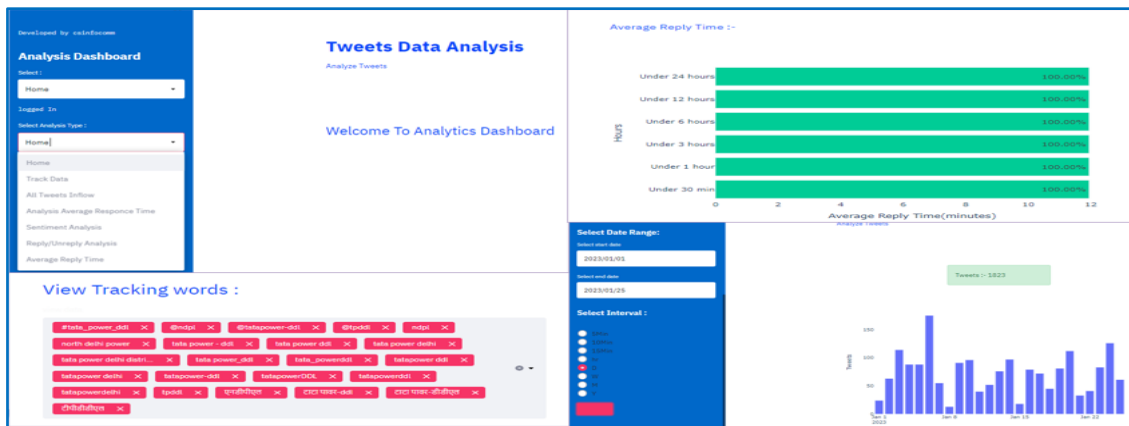 Developed by cainfocomm
Analysis Dashboard
Select :
Home
logged In
Select Analysis Type :
Home
Home
Track Data
All Tweets Inflow
Analysis Average Responce Time
Sentiment Analysis
Reply/Unreply Analysis
Average Reply Time
Tweets Data Analysis
Analyze Tweets
Welcome To Analytics Dashboard
Average Reply Time :-
Under 24 hours 100.00%
Under 12 hours 100.00%
Under 6 hours 100.00%
Under 3 hours 100.00%
Under 1 hour 100.00%
Under 30 min 100.00%
Hours
0 2 4 6 8 10 12
Average Reply Time(minutes)
View Tracking words :
#tata_power_ddl × @ndpl × @tatapower-ddl × @tpddl × ndpl ×
north delhi power × tata power - ddl × tata power ddl × tata power delhi ×
tata power delhi distri... × tata power_ddl × tata_powerddl × tatapower ddl ×
tatapower delhi × tatapower-ddl × tatapowerDDL × tatapowerddl ×
tatapowerdelhi × tpddl × एनडीपीएल × टाटा पावर-ddl × टाटा पावर-डीडीएल ×
टीपीडीडीएल ×
Select Date Range:
Select start date
2023/01/01
Select end date
2023/01/25
Select Interval :
D
Analyze Tweets
Tweets :- 1823
Tweets
150
100
50
0
Jan 1 Jan 8 Jan 15 Jan 22
2023